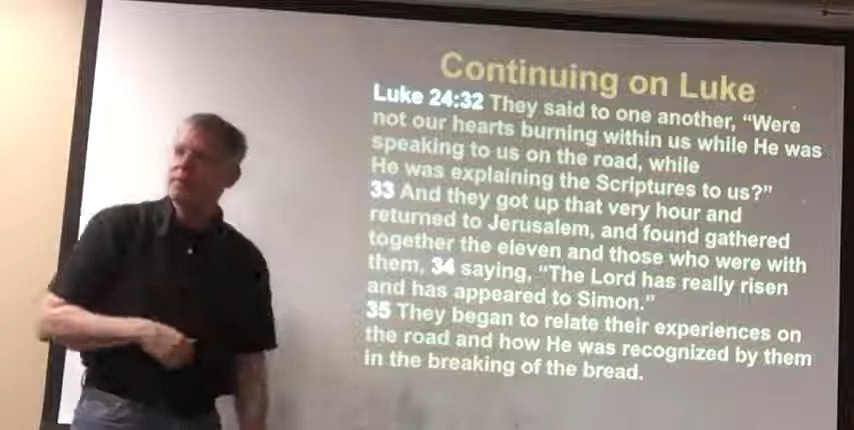 Continuing on Luke
Luke 24:32 They said to one another, “Were
not our hearts burning within us while He was
speaking to us on the road, while
He was explaining the Scriptures to us?”
33 And they got up that very hour and
returned to Jerusalem, and found gathered
together the eleven and those who were with
them, 34 saying, “The Lord has really risen
and has appeared to Simon.”
35 They began to relate their experiences on
the road and how He was recognized by them
in the breaking of the bread.